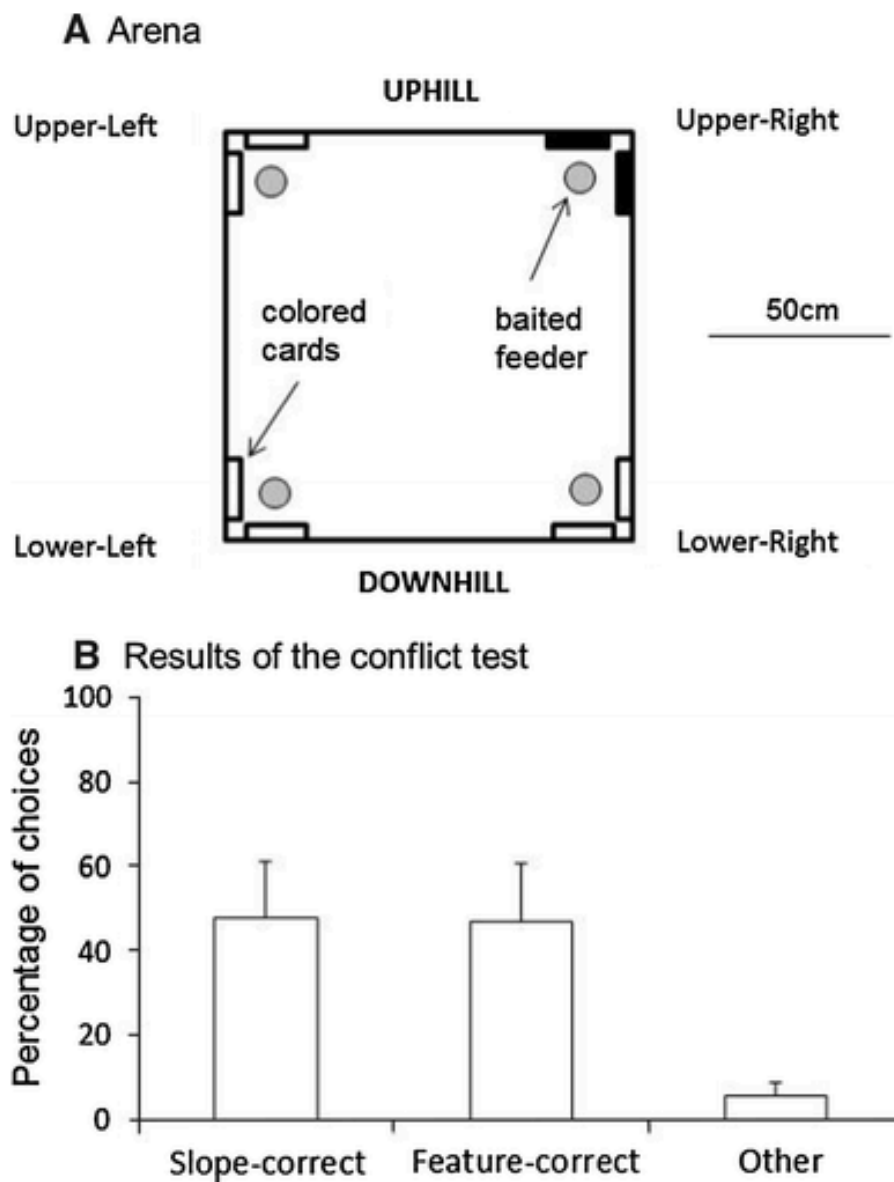 A Arena
UPHILL
Upper-Left
Upper-Right
colored
cards
baited
feeder
50cm
Lower-Left
Lower-Right
DOWNHILL
B Results of the conflict test
Percentage of choices
100
80
60
40
20
0
Slope-correct
Feature-correct
Other